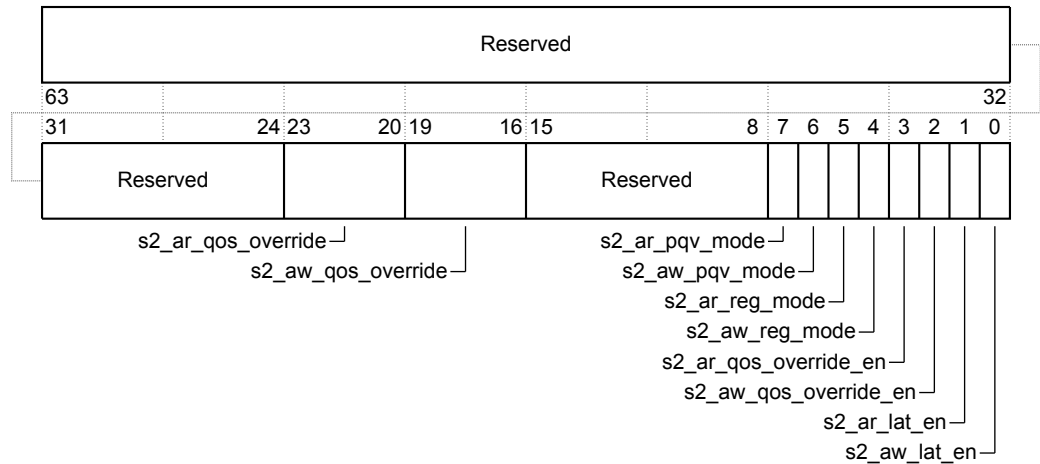 Reserved
63 32
31 24 23 20 19 16 15 8 7 6 5 4 3 2 1 0
Reserved Reserved
s2_ar_qos_override s2_ar_pqv_mode
s2_aw_qos_override s2_aw_pqv_mode
s2_ar_reg_mode
s2_aw_reg_mode
s2_ar_qos_override_en
s2_aw_qos_override_en
s2_ar_lat_en
s2_aw_lat_en